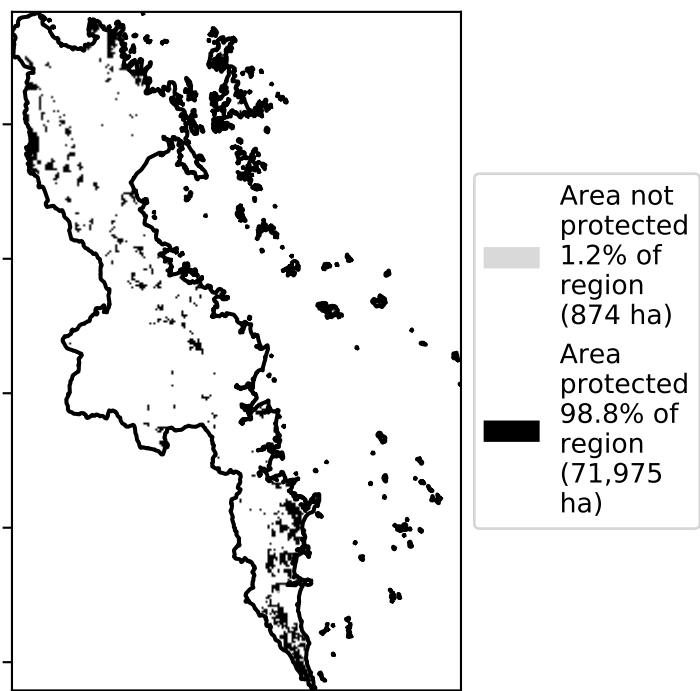 Area not
protected
1.2% of
region
(874 ha)
Area
protected
98.8% of
region
(71,975
ha)